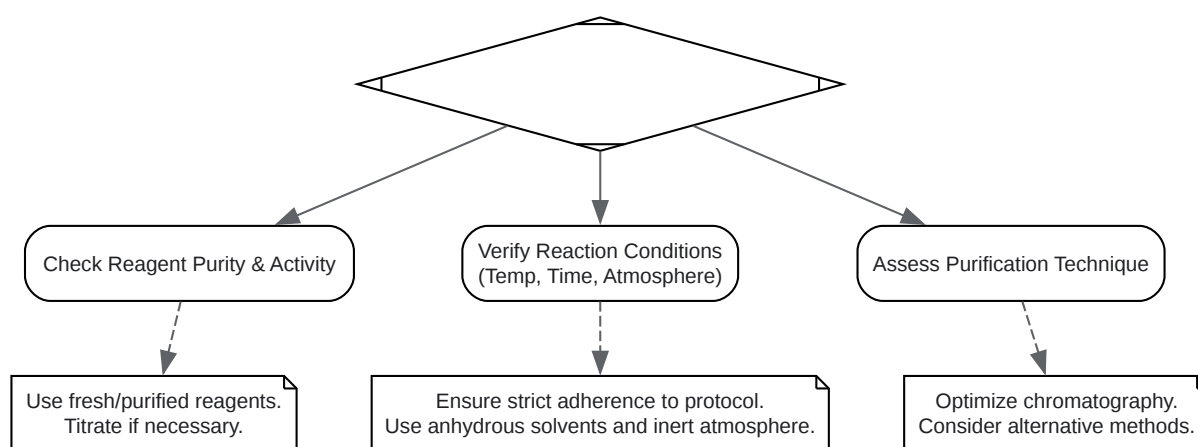 Check Reagent Purity & Activity
Verify Reaction Conditions
(Temp, Time, Atmosphere)
Assess Purification Technique
Use fresh/purified reagents.
Titrate if necessary.
Ensure strict adherence to protocol.
Use anhydrous solvents and inert atmosphere.
Optimize chromatography.
Consider alternative methods.